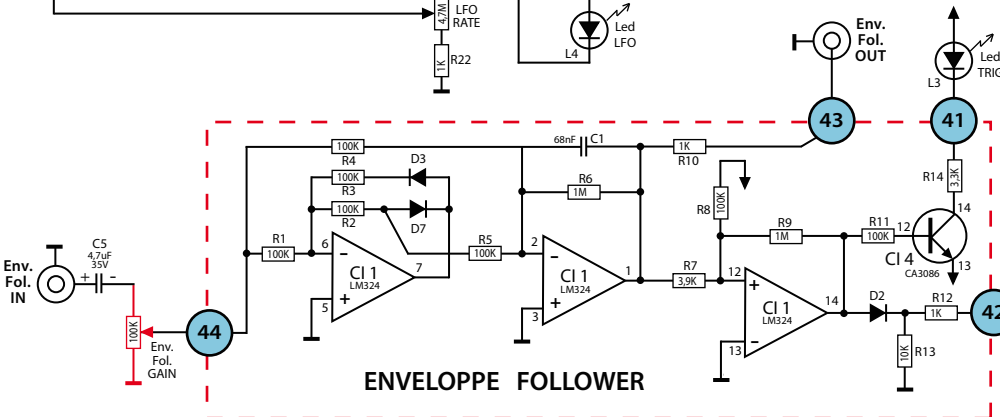 4,7M
LFO
RATE
1K
R22
Led
LFO
L4
Env.
Fol.
OUT
Led
TRIG
L3
43
41
100K
R4
68nF
C1
1K
R10
R14
3,3K
D3
100K
R3
R6
1M
100K
R2
D7
R8
100K
14
R1
100K
6
5
7
CI 1
LM324
R5
100K
2
3
1
CI 1
LM324
R7
3,9K
R9
1M
R11
100K
12
CI 4
CA3086
13
12
13
14
CI 1
LM324
D2
R12
1K
42
10K
R13
C5
4,7uF
35V
+
–
Env.
Fol.
IN
100K
Env.
Fol.
GAIN
44
ENVELOPPE FOLLOWER